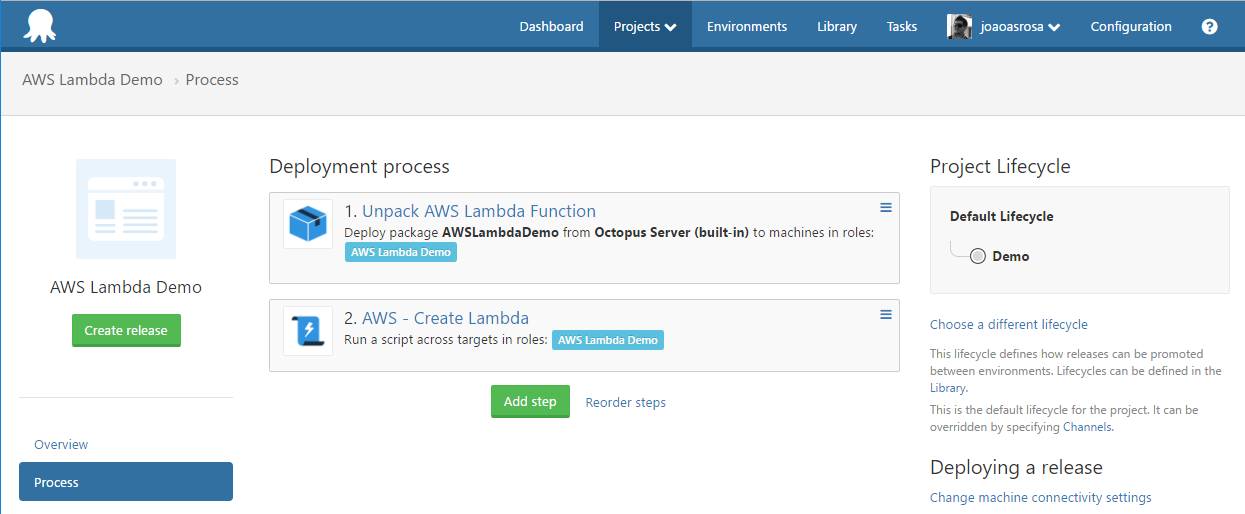 Dashboard Projects Environments Library Tasks joaoasrosa Configuration ?
AWS Lambda Demo › Process
AWS Lambda Demo
Create release
Overview
Process
Deployment process
1. Unpack AWS Lambda Function
Deploy package AWSLambdaDemo from Octopus Server (built-in) to machines in roles:
AWS Lambda Demo
2. AWS - Create Lambda
Run a script across targets in roles: AWS Lambda Demo
Add step Reorder steps
Project Lifecycle
Default Lifecycle
Demo
Choose a different lifecycle
This lifecycle defines how releases can be promoted
between environments. Lifecycles can be defined in the
Library.
This is the default lifecycle for the project. It can be
overridden by specifying Channels.
Deploying a release
Change machine connectivity settings